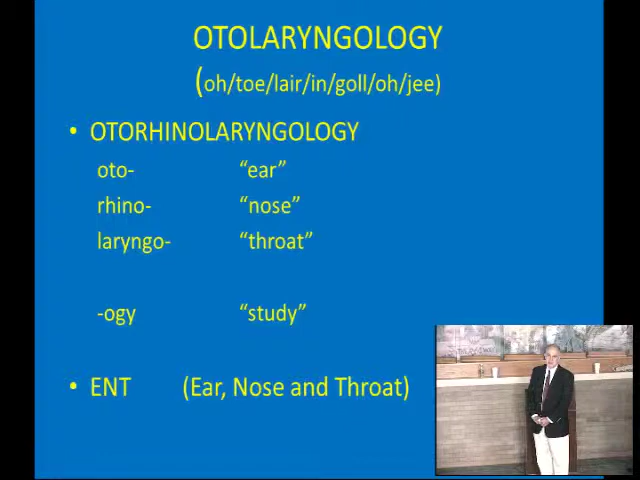 OTOLARYNGOLOGY
(oh/toe/lair/in/goll/oh/jee)
• OTORHINOLARYNGOLOGY
oto- “ear”
rhino- “nose”
laryngo- “throat”
-ogy “study”
• ENT (Ear, Nose and Throat)